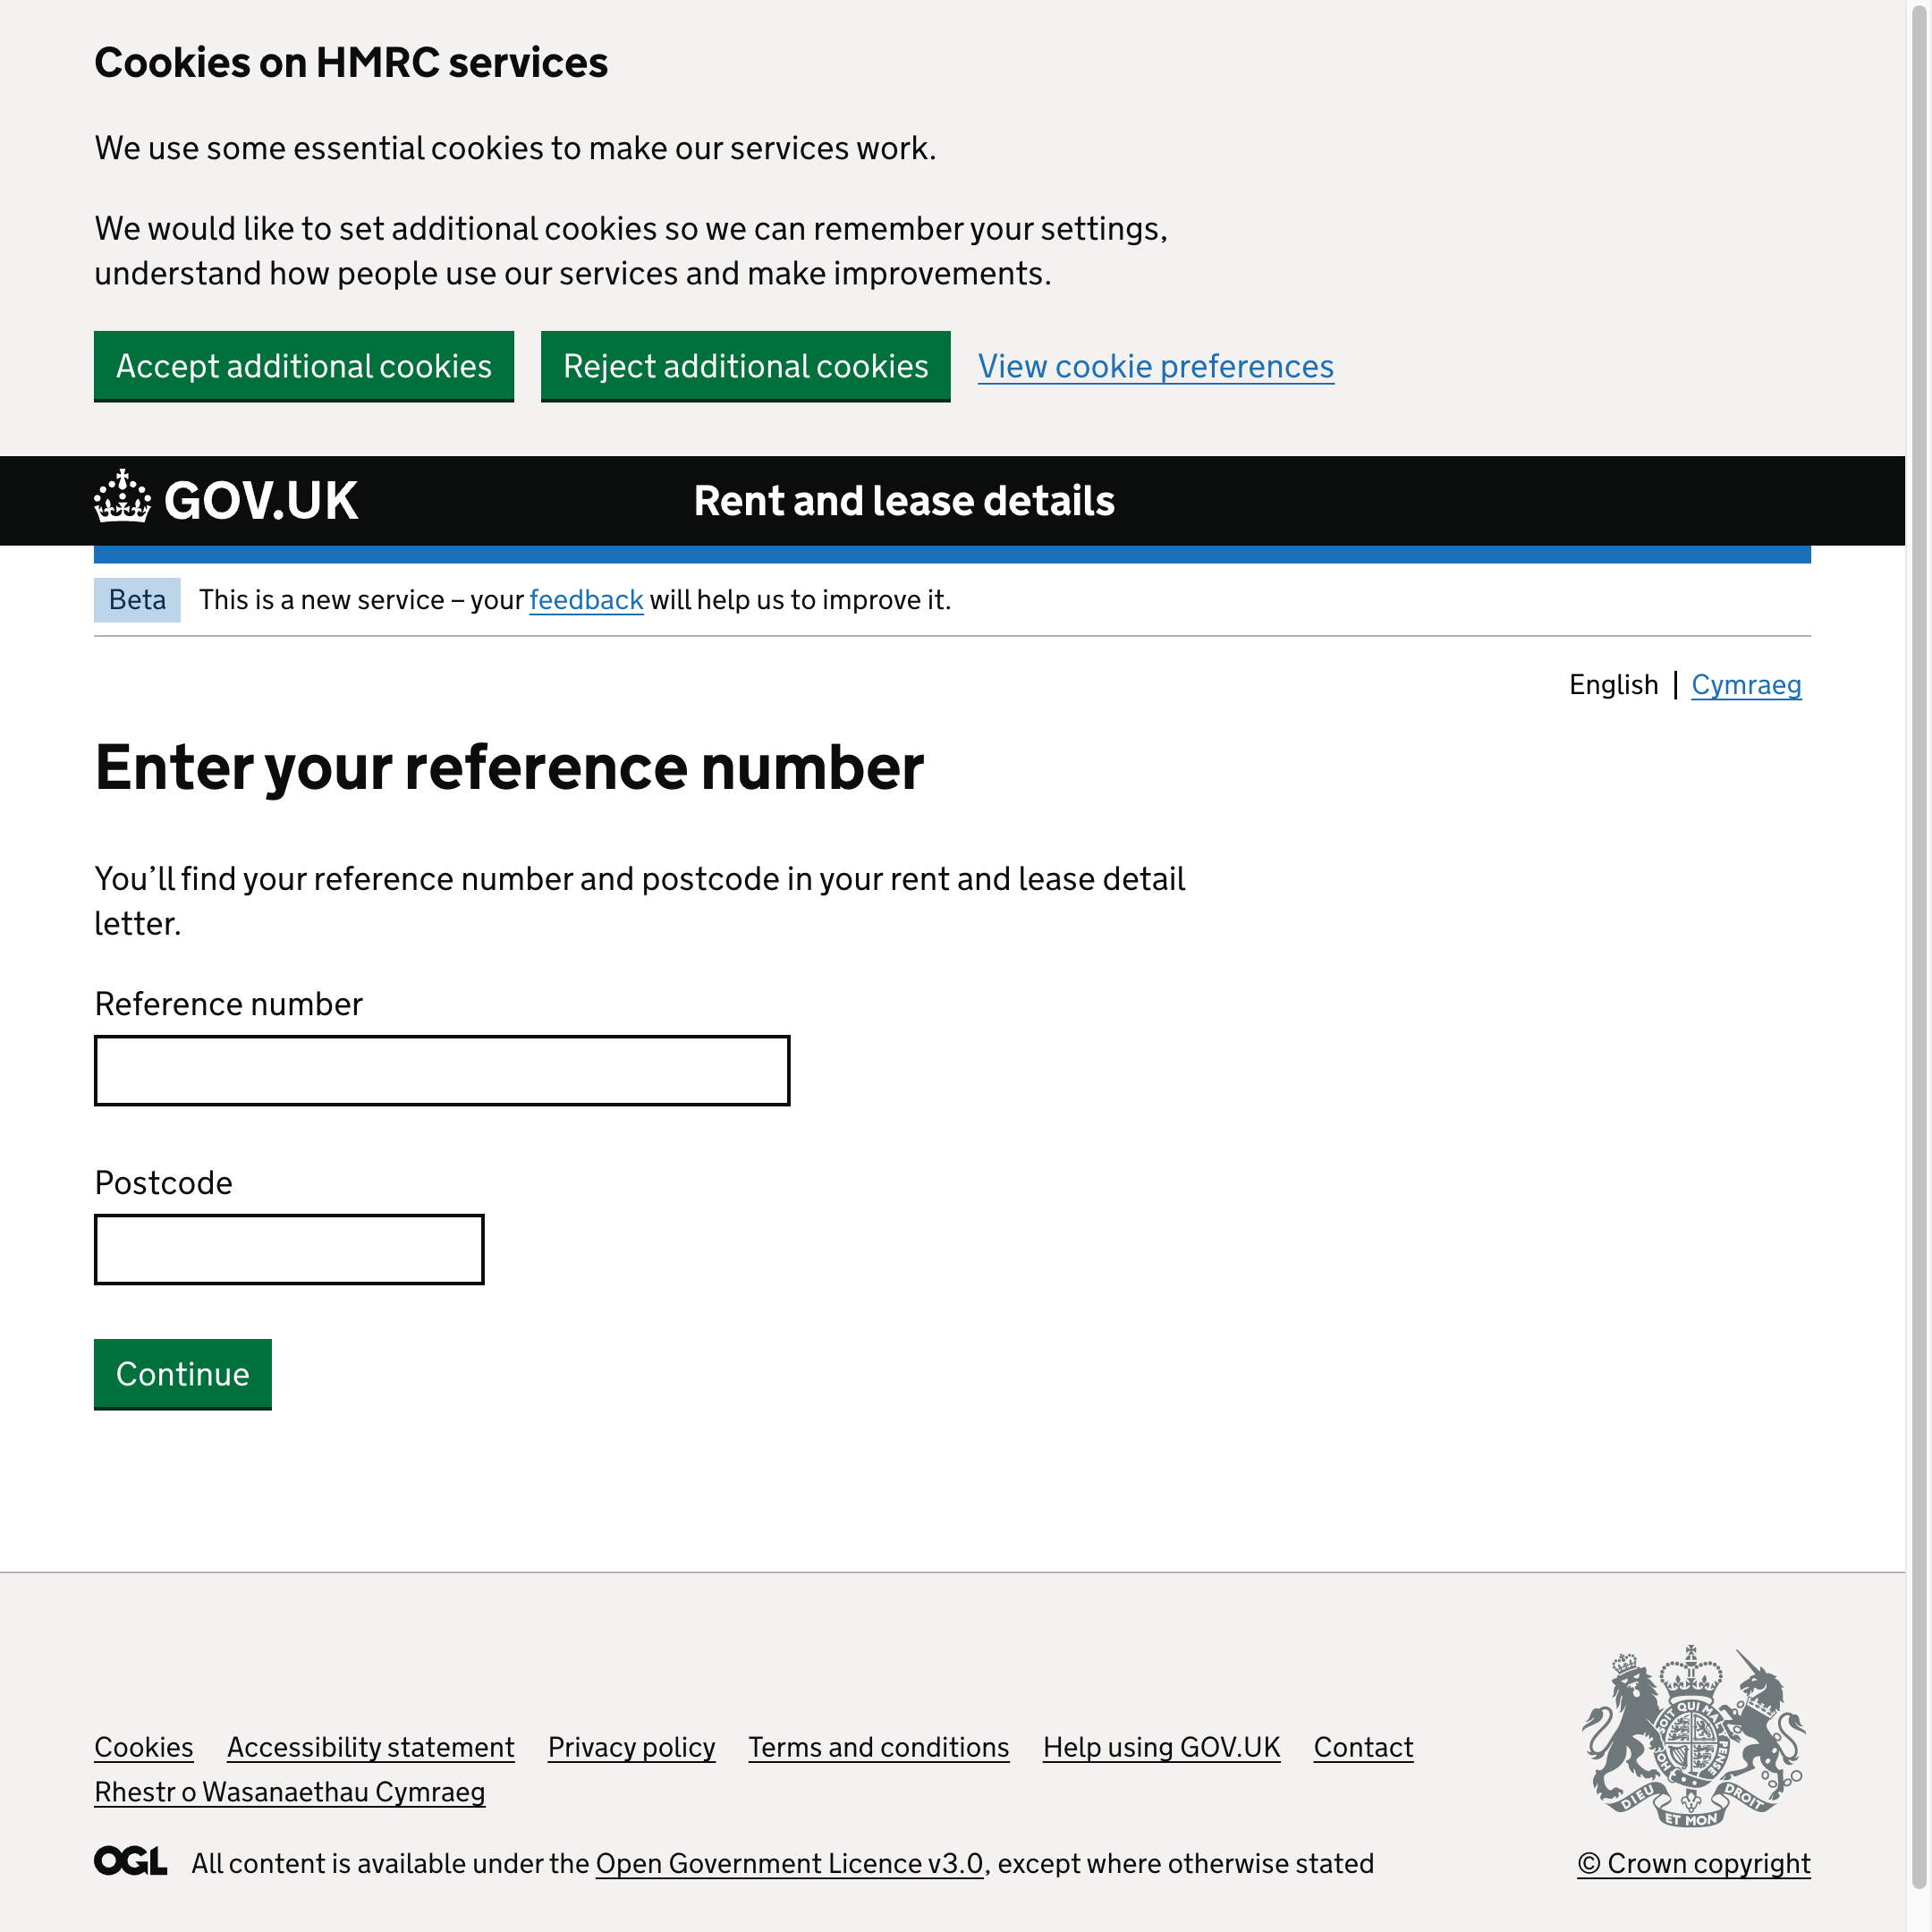 Cookies on HMRC services
We use some essential cookies to make our services work.
We would like to set additional cookies so we can remember your settings,
understand how people use our services and make improvements.
Accept additional cookies
Reject additional cookies
View cookie preferences
GOV.UK
Rent and lease details
Beta
This is a new service – your feedback will help us to improve it.
English
Cymraeg
Enter your reference number
You’ll find your reference number and postcode in your rent and lease detail
letter.
Reference number
Postcode
Continue
Cookies
Accessibility statement
Privacy policy
Terms and conditions
Help using GOV.UK
Contact
Rhestr o Wasanaethau Cymraeg
OGL
All content is available under the Open Government Licence v3.0, except where otherwise stated
DIEU
ET MON
DROIT
© Crown copyright